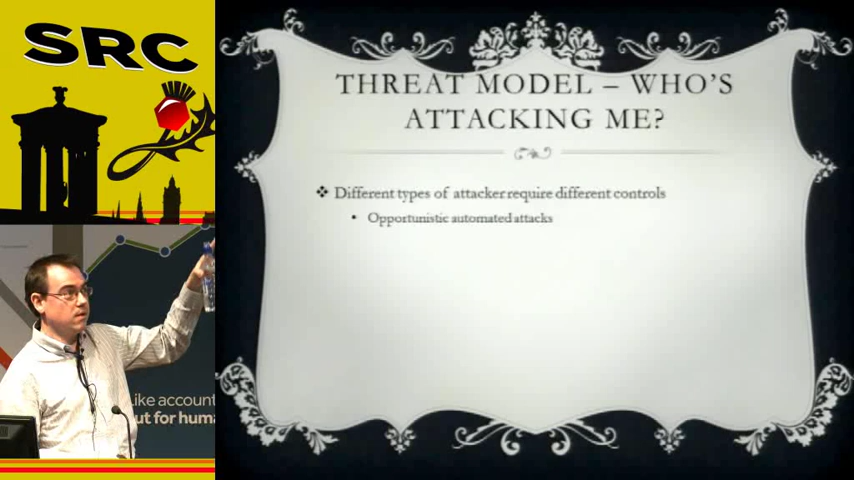 SRC
THREAT MODEL – WHO'S
ATTACKING ME?
❖ Different types of attacker require different controls
• Opportunistic automated attacks
like account
ut for huma